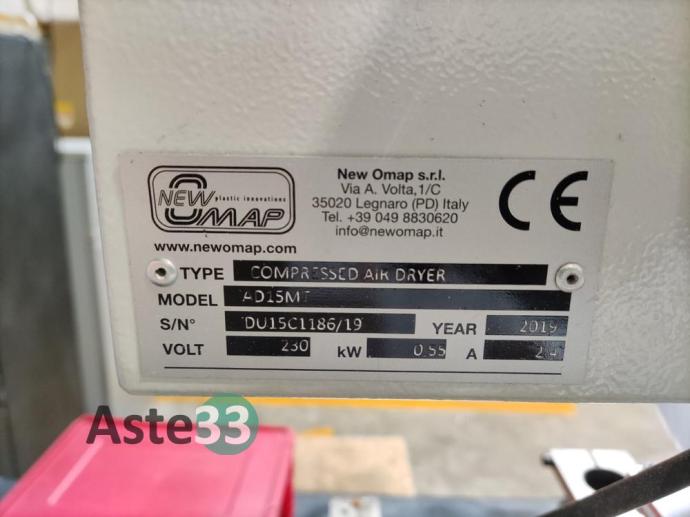 NEW
plastic innovations
OMAP
www.newomap.com
New Omap s.r.l.
Via A. Volta,1/C
35020 Legnaro (PD) Italy
Tel. +39 049 8830620
info@newomap.it
CE
TYPE COMPRESSED AIR DRYER
MODEL AD15MT
S/N° DU15C1186/19 YEAR 2019
VOLT 230 kW 0.55 A 2,4
Aste33